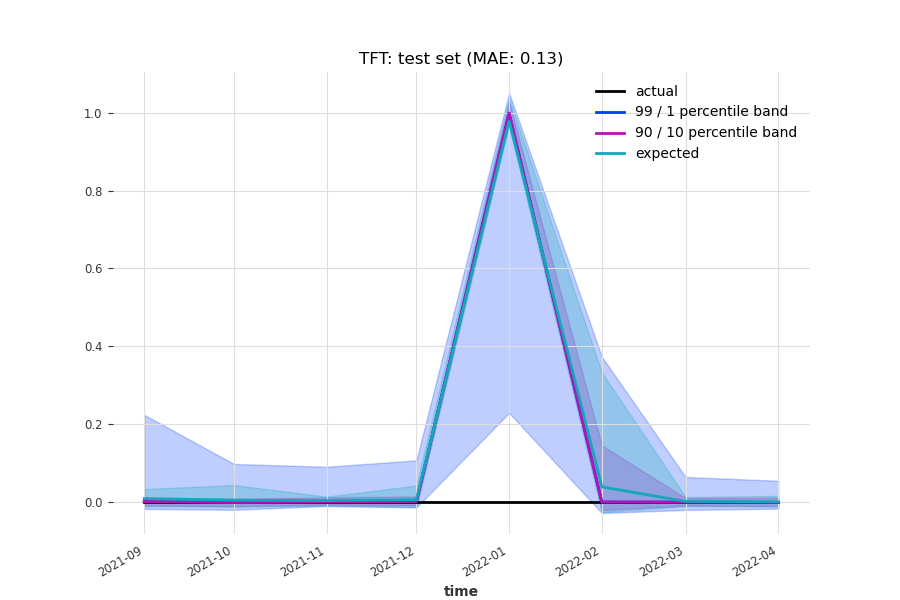 TFT: test set (MAE: 0.13)
actual
99 / 1 percentile band
90 / 10 percentile band
expected
1.0
0.8
0.6
0.4
0.2
0.0
2021-09
2021-10
2021-11
2021-12
2022-01
2022-02
2022-03
2022-04
time